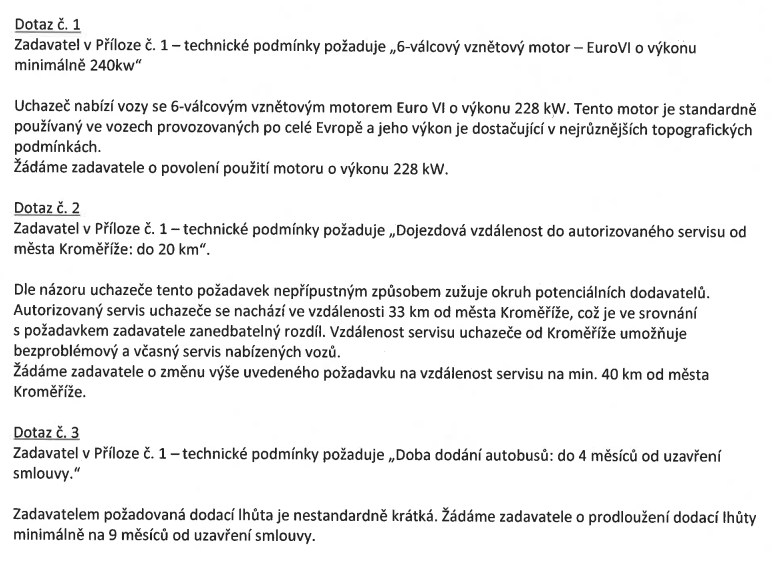 Dotaz č. 1
Zadavatel v Příloze č. 1 – technické podmínky požaduje „6-válcový vznětový motor – EuroVI o výkonu
minimálně 240kw“
Uchazeč nabízí vozy se 6-válcovým vznětovým motorem Euro VI o výkonu 228 kW. Tento motor je standardně
používaný ve vozech provozovaných po celé Evropě a jeho výkon je dostačující v nejrůznějších topografických
podmínkách.
Žádáme zadavatele o povolení použití motoru o výkonu 228 kW.
Dotaz č. 2
Zadavatel v Příloze č. 1 – technické podmínky požaduje „Dojezdová vzdálenost do autorizovaného servisu od
města Kroměříže: do 20 km“.
Dle názoru uchazeče tento požadavek nepřípustným způsobem zužuje okruh potenciálních dodavatelů.
Autorizovaný servis uchazeče se nachází ve vzdálenosti 33 km od města Kroměříže, což je ve srovnání
s požadavkem zadavatele zanedbatelný rozdíl. Vzdálenost servisu uchazeče od Kroměříže umožňuje
bezproblémový a včasný servis nabízených vozů.
Žádáme zadavatele o změnu výše uvedeného požadavku na vzdálenost servisu na min. 40 km od města
Kroměříže.
Dotaz č. 3
Zadavatel v Příloze č. 1 – technické podmínky požaduje „Doba dodání autobusů: do 4 měsíců od uzavření
smlouvy.“
Zadavatelem požadovaná dodací lhůta je nestandardně krátká. Žádáme zadavatele o prodloužení dodací lhůty
minimálně na 9 měsíců od uzavření smlouvy.